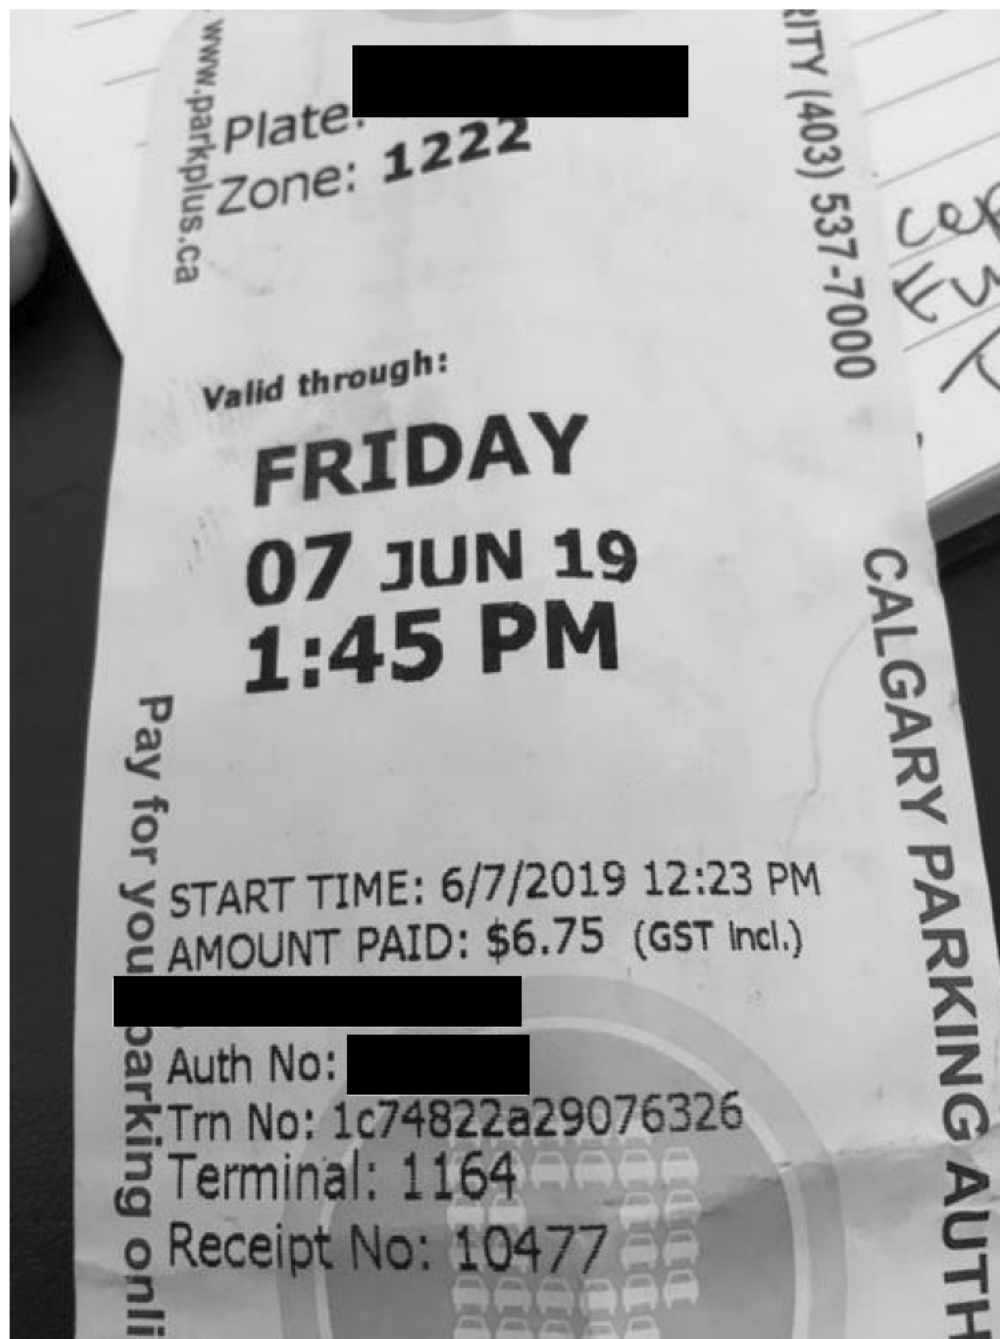 www.parkplus.ca
Plate:
Zone: 1222
Valid through:
FRIDAY
07 JUN 19
1:45 PM
START TIME: 6/7/2019 12:23 PM
AMOUNT PAID: $6.75 (GST Incl.)
Auth No:
Trn No: 1c74822a29076326
Terminal: 1164
Receipt No: 10477
Pay for you parking onli
CALGARY PARKING AUTH
RITY (403) 537-7000